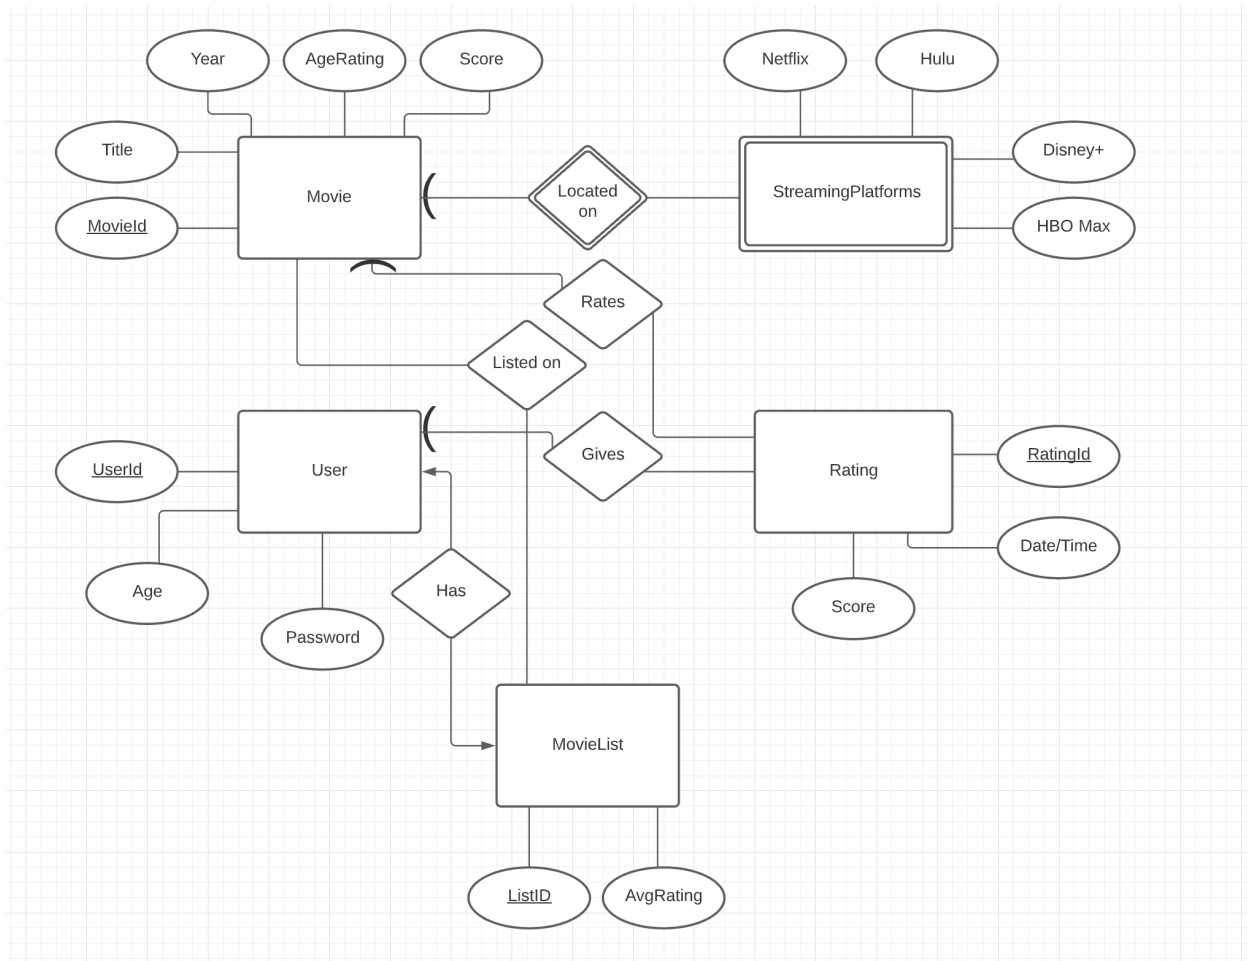 Year
AgeRating
Score
Netflix
Hulu
Title
Disney+
Movie
Located
on
StreamingPlatforms
MovieId
HBO Max
Rates
Listed on
UserId
User
Gives
Rating
RatingId
Date/Time
Age
Has
Score
Password
MovieList
ListID
AvgRating